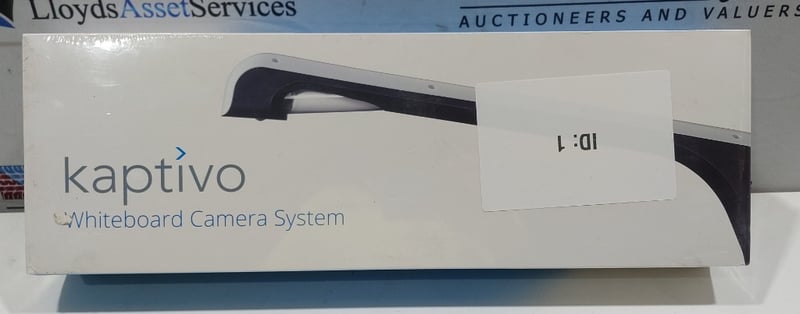 LloydsAssetServices
AUCTIONEERS AND VALUERS
kaptivo
Whiteboard Camera System
ID: 1